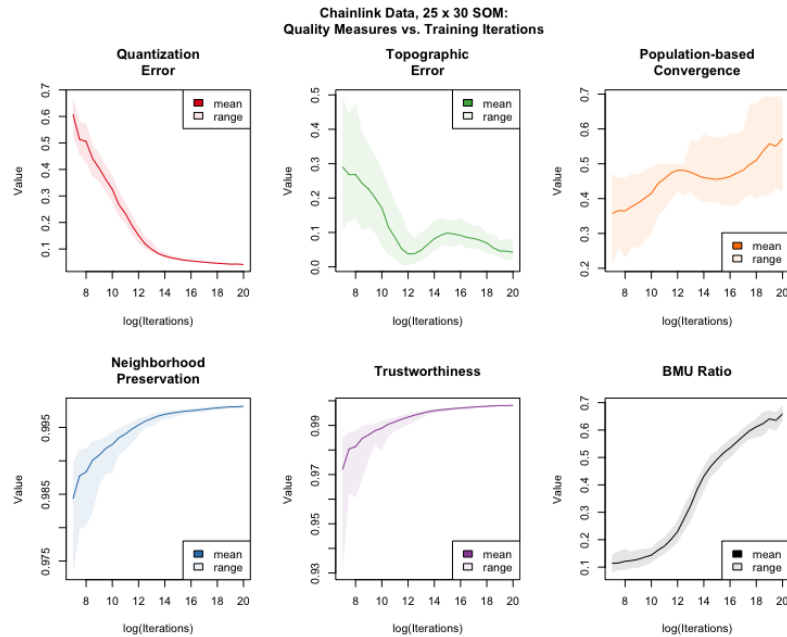 Chainlink Data, 25 x 30 SOM:
Quality Measures vs. Training Iterations
Quantization
Error
Value
0.7
0.6
0.5
0.4
0.3
0.2
0.1
mean
range
8 10 12 14 16 18 20
log(Iterations)
Topographic
Error
Value
0.5
0.4
0.3
0.2
0.1
0.0
mean
range
8 10 12 14 16 18 20
log(Iterations)
Population-based
Convergence
Value
0.7
0.6
0.5
0.4
0.3
0.2
mean
range
8 10 12 14 16 18 20
log(Iterations)
Neighborhood
Preservation
Value
0.995
0.985
0.975
mean
range
8 10 12 14 16 18 20
log(Iterations)
Trustworthiness
Value
0.99
0.97
0.95
0.93
mean
range
8 10 12 14 16 18 20
log(Iterations)
BMU Ratio
Value
0.7
0.6
0.5
0.4
0.3
0.2
0.1
mean
range
8 10 12 14 16 18 20
log(Iterations)